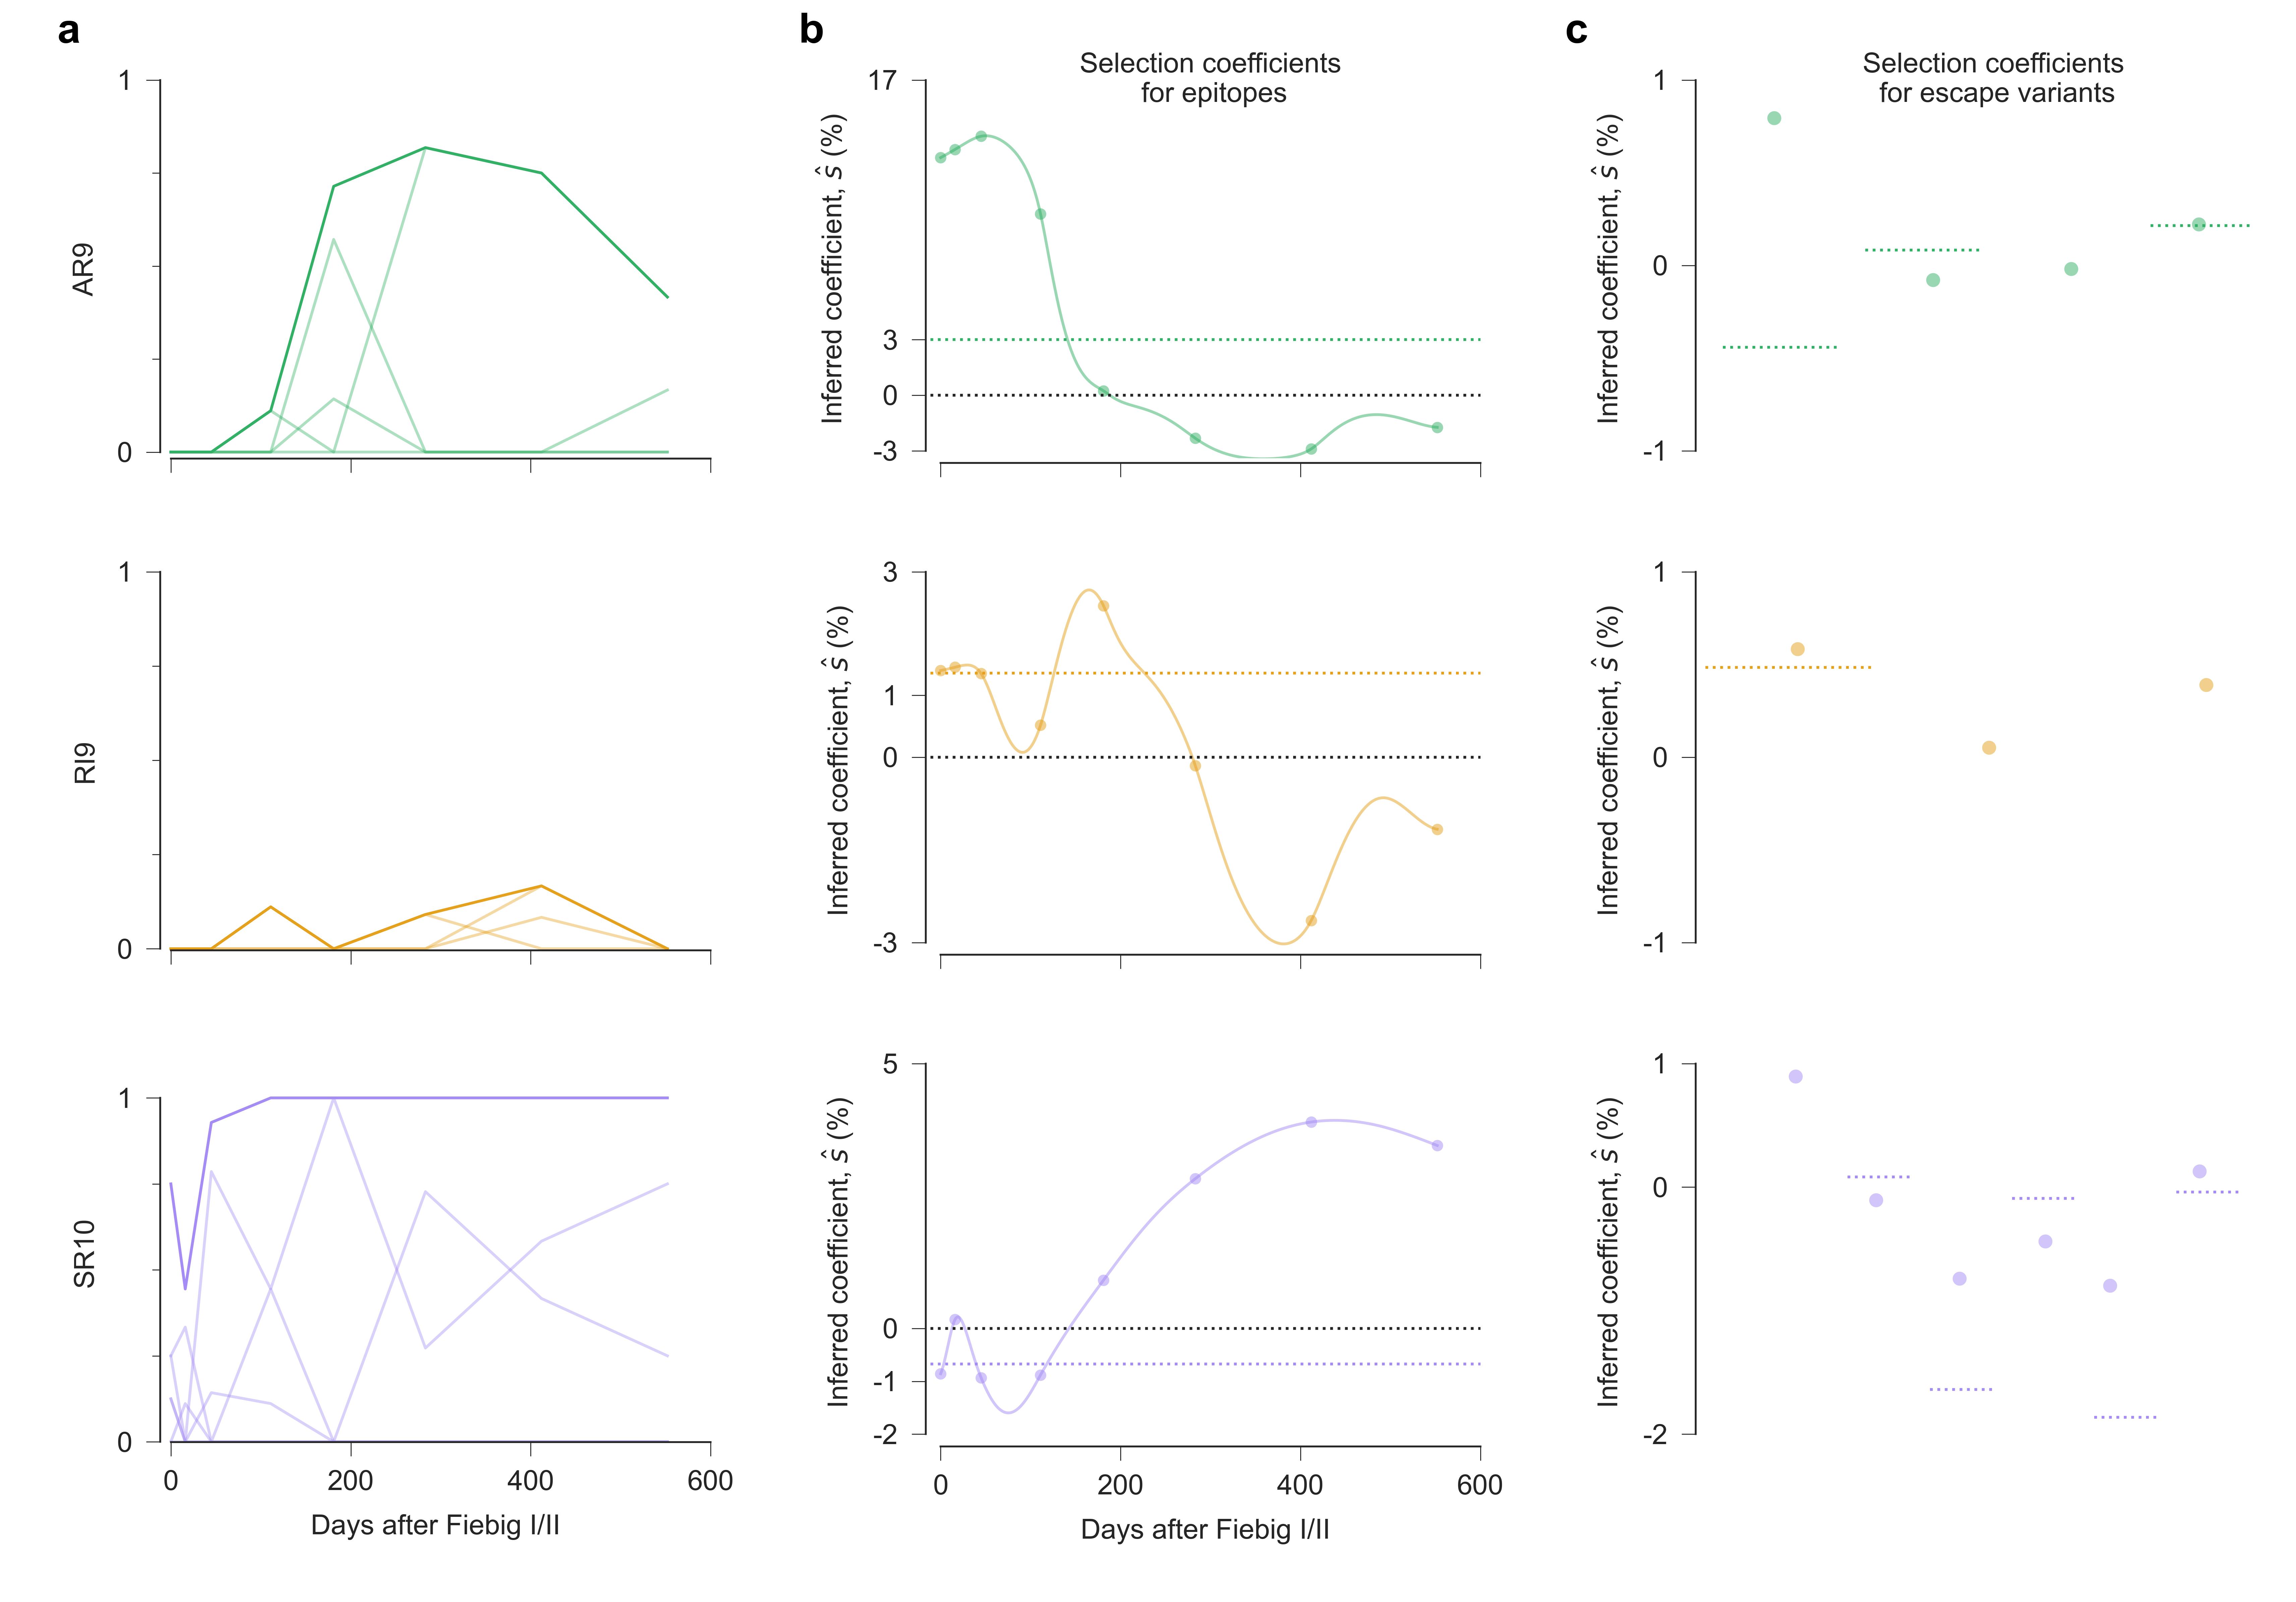 a
b
c
Selection coefficients
for epitopes
Selection coefficients
for escape variants
1
0
AR9
17
3
0
-3
Inferred coefficient, ŝ (%)
1
0
-1
Inferred coefficient, ŝ (%)
1
0
RI9
3
1
0
-3
Inferred coefficient, ŝ (%)
1
0
-1
Inferred coefficient, ŝ (%)
1
0
SR10
0 200 400 600
Days after Fiebig I/II
5
0
-1
-2
Inferred coefficient, ŝ (%)
0 200 400 600
Days after Fiebig I/II
1
0
-2
Inferred coefficient, ŝ (%)